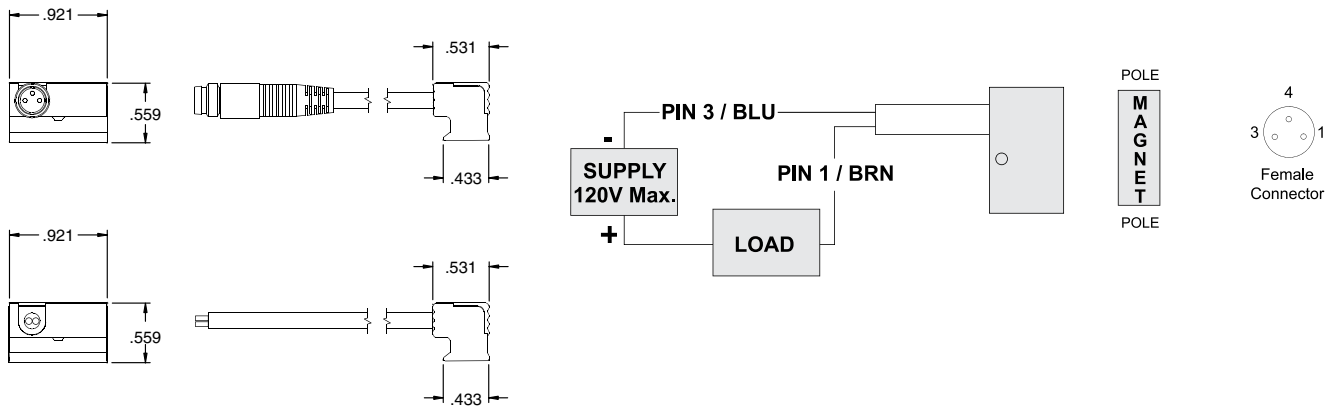 .921
.559
.531
.433
PIN 3 / BLU
-
SUPPLY
120V Max.
+
PIN 1 / BRN
LOAD
POLE
MAGNET
POLE
4
3
1
Female
Connector
.921
.559
.531
.433